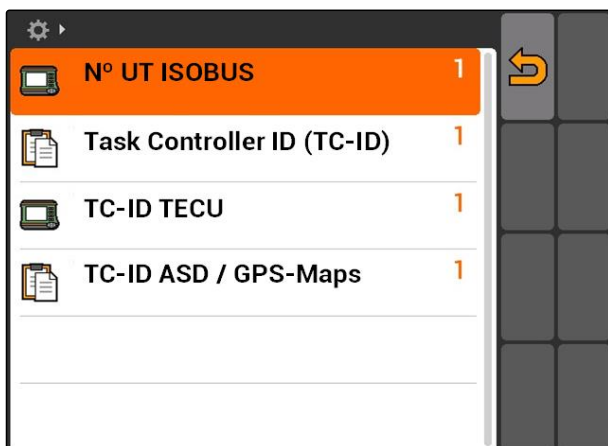 Nº UT ISOBUS 1
Task Controller ID (TC-ID) 1
TC-ID TECU 1
TC-ID ASD / GPS-Maps 1